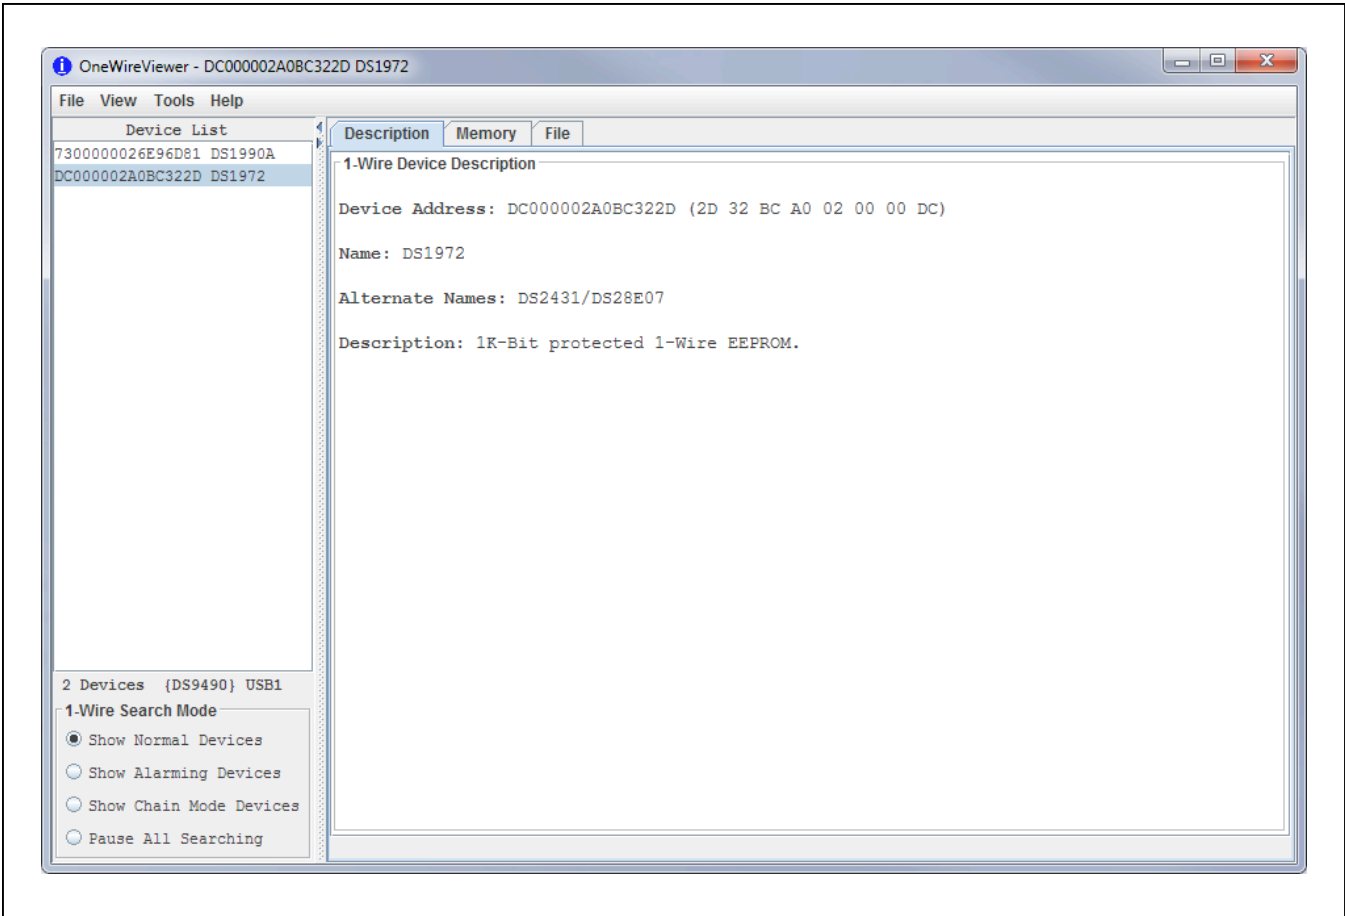 OneWireViewer - DC000002A0BC322D DS1972
File View Tools Help
Device List
7300000026E96D81 DS1990A
DC000002A0BC322D DS1972
2 Devices {DS9490} USB1
1-Wire Search Mode
Show Normal Devices
Show Alarming Devices
Show Chain Mode Devices
Pause All Searching
Description Memory File
1-Wire Device Description
Device Address: DC000002A0BC322D (2D 32 BC A0 02 00 00 DC)
Name: DS1972
Alternate Names: DS2431/DS28E07
Description: 1K-Bit protected 1-Wire EEPROM.